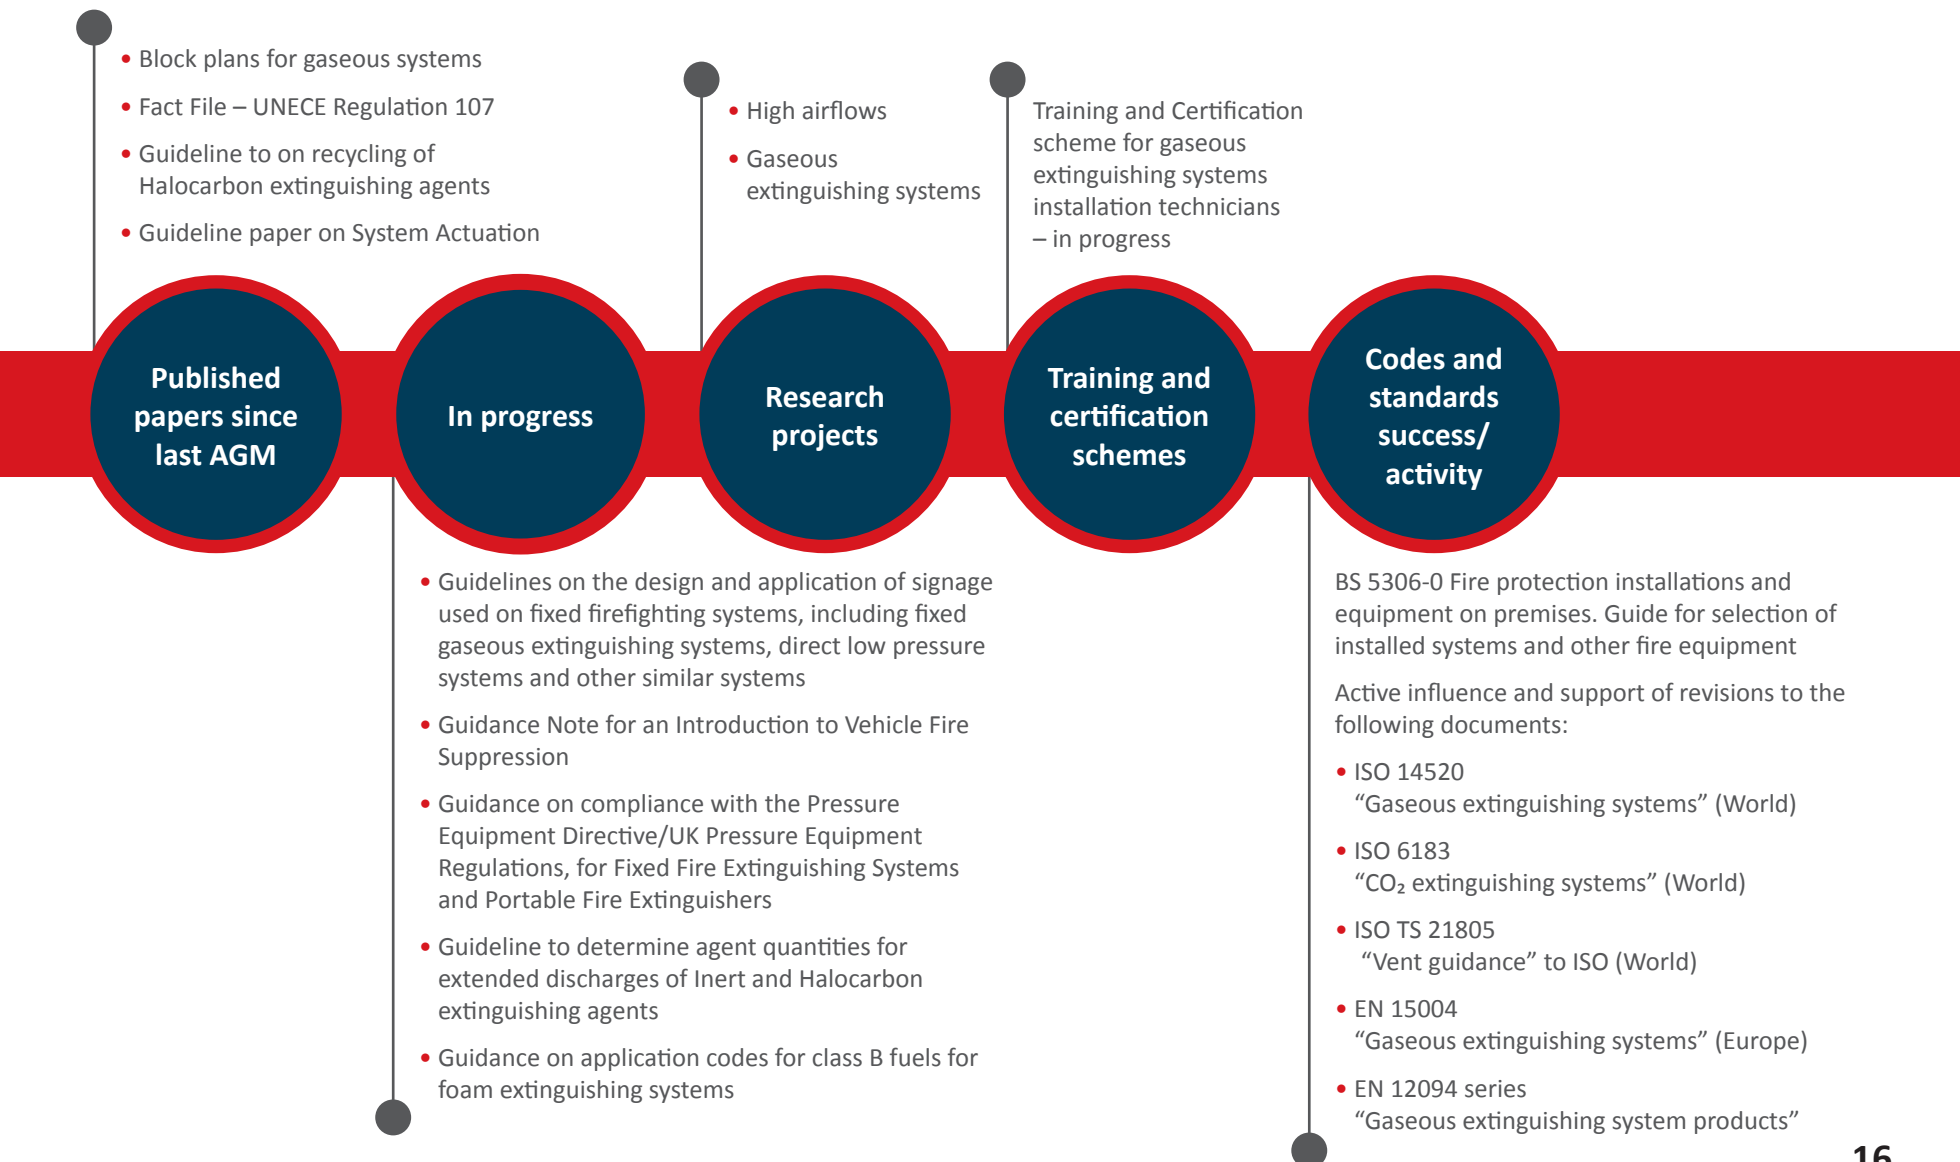 • Block plans for gaseous systems
• Fact File – UNECE Regulation 107
• Guideline to on recycling of
Halocarbon extinguishing agents
• Guideline paper on System Actuation
• High airflows
• Gaseous
extinguishing systems
Training and Certification
scheme for gaseous
extinguishing systems
installation technicians
– in progress
Published
papers since
last AGM
In progress
Research
projects
Training and
certification
schemes
Codes and
standards
success/
activity
• Guidelines on the design and application of signage
used on fixed firefighting systems, including fixed
gaseous extinguishing systems, direct low pressure
systems and other similar systems
• Guidance Note for an Introduction to Vehicle Fire
Suppression
• Guidance on compliance with the Pressure
Equipment Directive/UK Pressure Equipment
Regulations, for Fixed Fire Extinguishing Systems
and Portable Fire Extinguishers
• Guideline to determine agent quantities for
extended discharges of Inert and Halocarbon
extinguishing agents
• Guidance on application codes for class B fuels for
foam extinguishing systems
BS 5306-0 Fire protection installations and
equipment on premises. Guide for selection of
installed systems and other fire equipment
Active influence and support of revisions to the
following documents:
• ISO 14520
“Gaseous extinguishing systems” (World)
• ISO 6183
“CO₂ extinguishing systems” (World)
• ISO TS 21805
“Vent guidance” to ISO (World)
• EN 15004
“Gaseous extinguishing systems” (Europe)
• EN 12094 series
“Gaseous extinguishing system products”
16